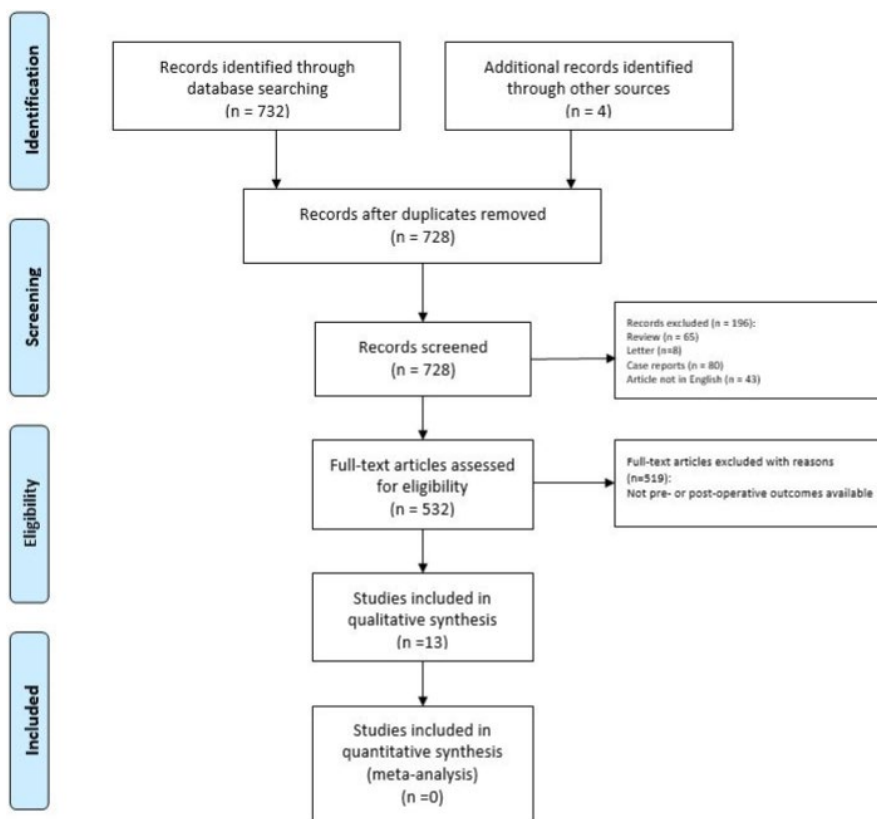 Identification
Records identified through
database searching
(n = 732)
Additional records identified
through other sources
(n = 4)
Records after duplicates removed
(n = 728)
Screening
Records screened
(n = 728)
Records excluded (n = 196):
Review (n = 65)
Letter (n=8)
Case reports (n = 80)
Article not in English (n = 43)
Eligibility
Full-text articles assessed
for eligibility
(n = 532)
Full-text articles excluded with reasons
(n=519):
Not pre- or post-operative outcomes available
Studies included in
qualitative synthesis
(n =13)
Included
Studies included in
quantitative synthesis
(meta-analysis)
(n =0)